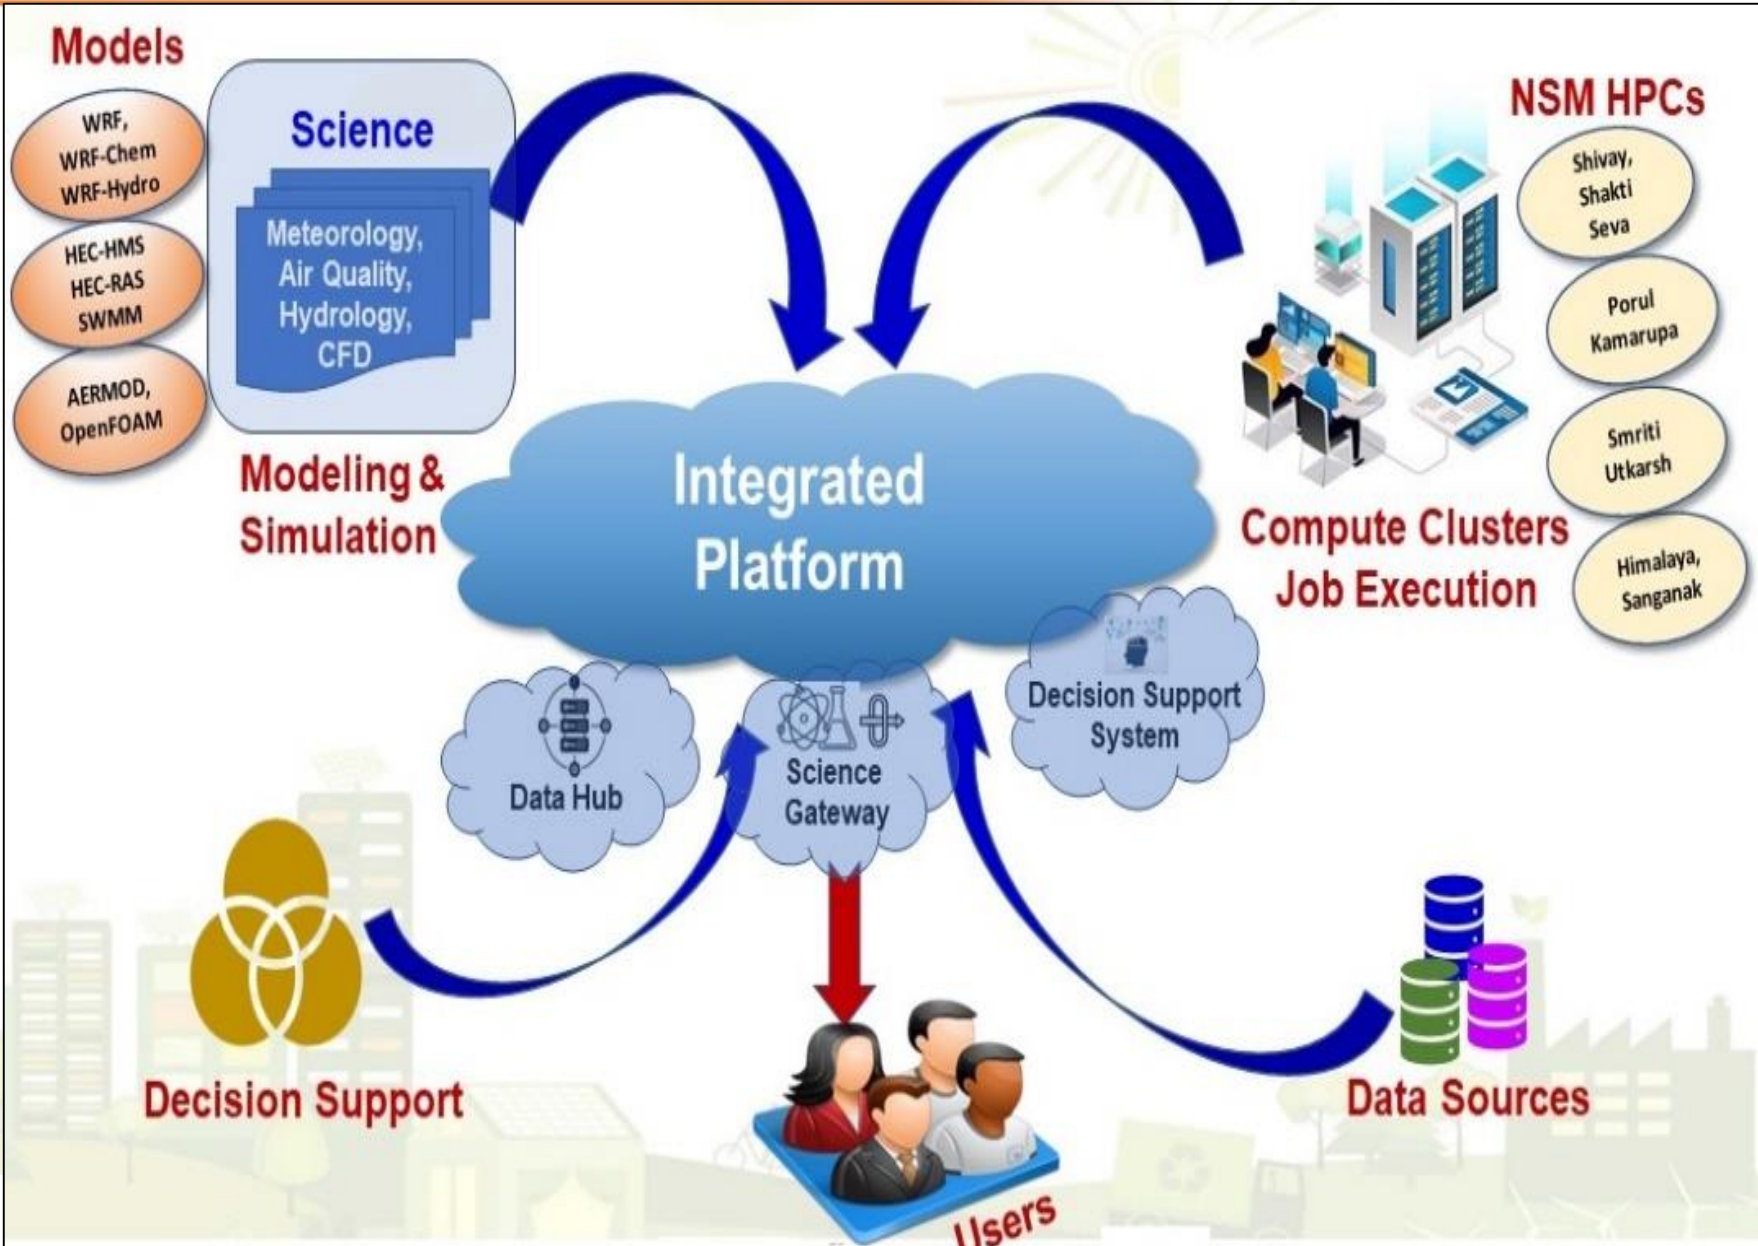 Models
WRF,
WRF-Chem
WRF-Hydro
HEC-HMS
HEC-RAS
SWMM
AERMOD,
OpenFOAM
Science
Meteorology,
Air Quality,
Hydrology,
CFD
Modeling &
Simulation
NSM HPCs
Shivay,
Shakti
Seva
Porul
Kamarupa
Smriti
Utkarsh
Himalaya,
Sanganak
Compute Clusters
Job Execution
Integrated
Platform
Data Hub
Science
Gateway
Decision Support
System
Decision Support
Data Sources
Users